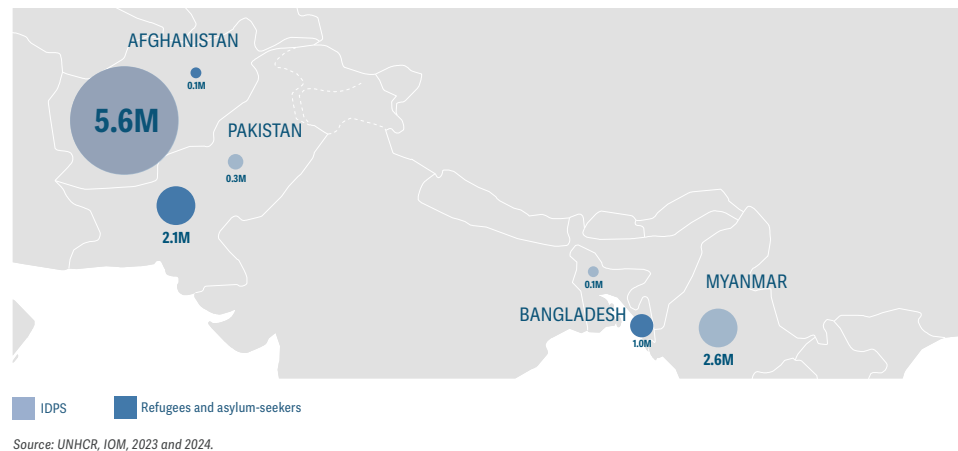 AFGHANISTAN
0.1M
5.6M
PAKISTAN
0.3M
2.1M
0.1M
MYANMAR
BANGLADESH
1.0M
2.6M
IDPS
Refugees and asylum-seekers
Source: UNHCR, IOM, 2023 and 2024.